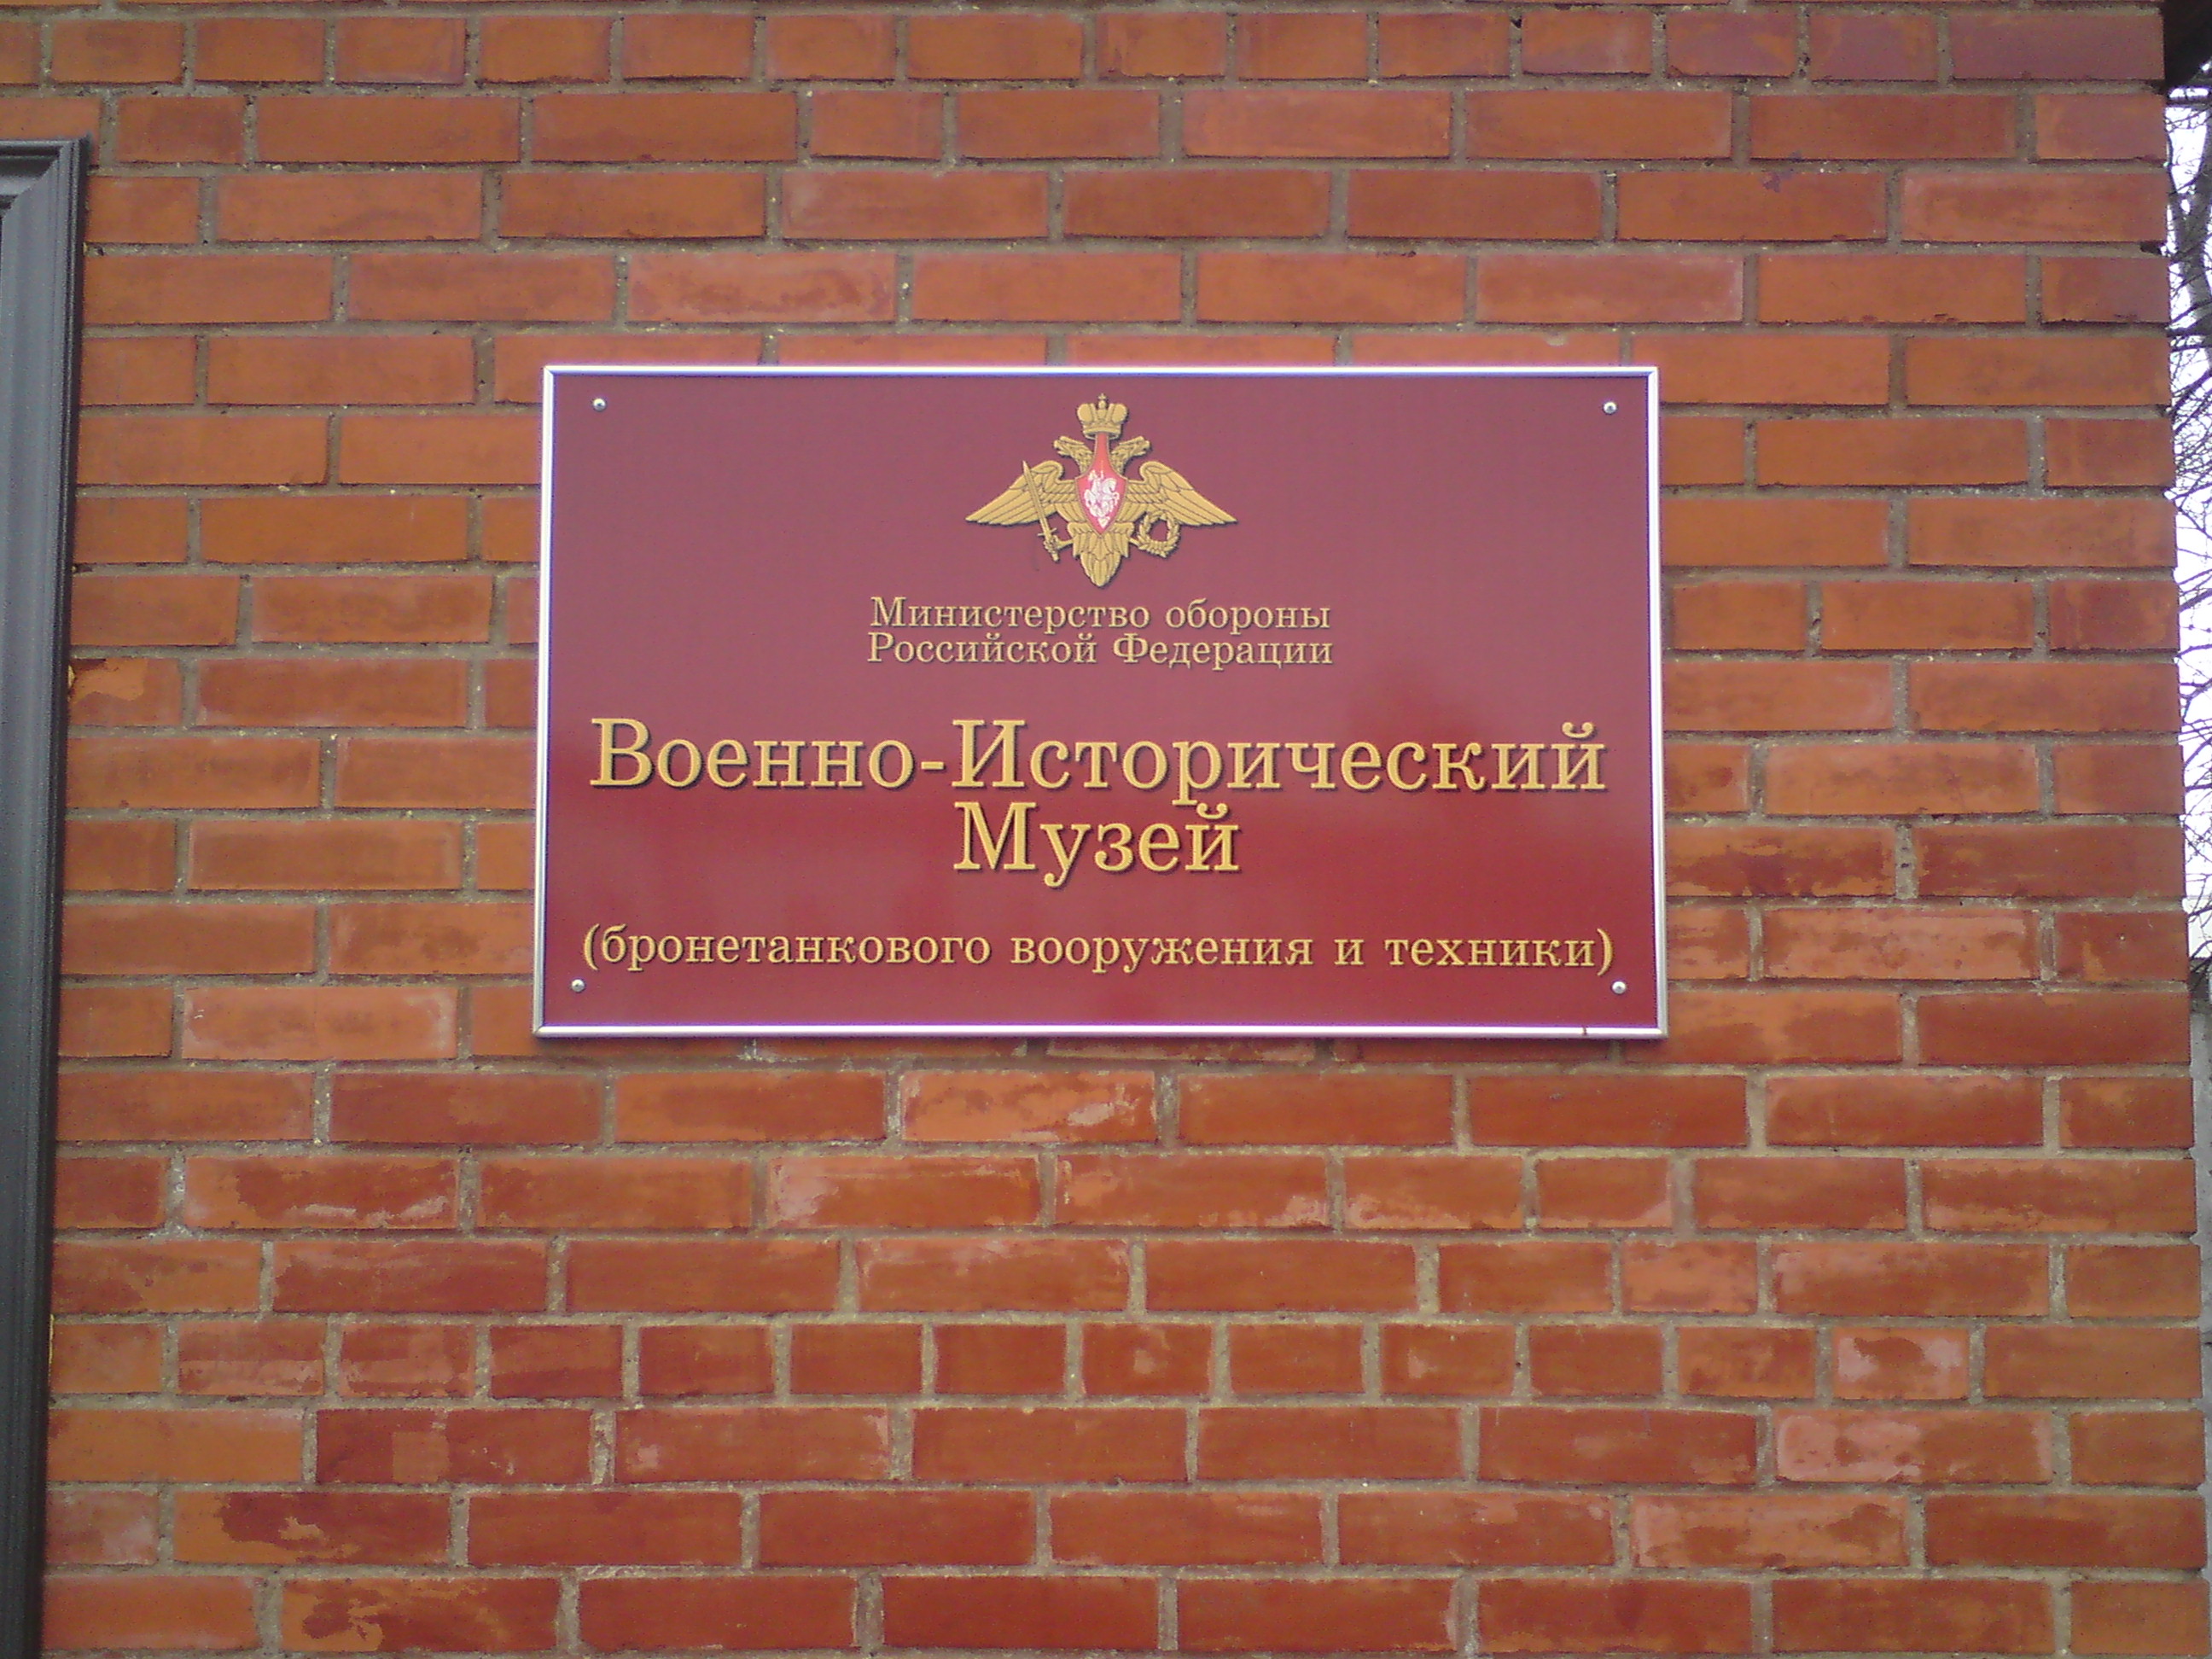 Министерство обороны
Российской Федерации
Военно-Исторический
Музей
(бронетанкового вооружения и техники)